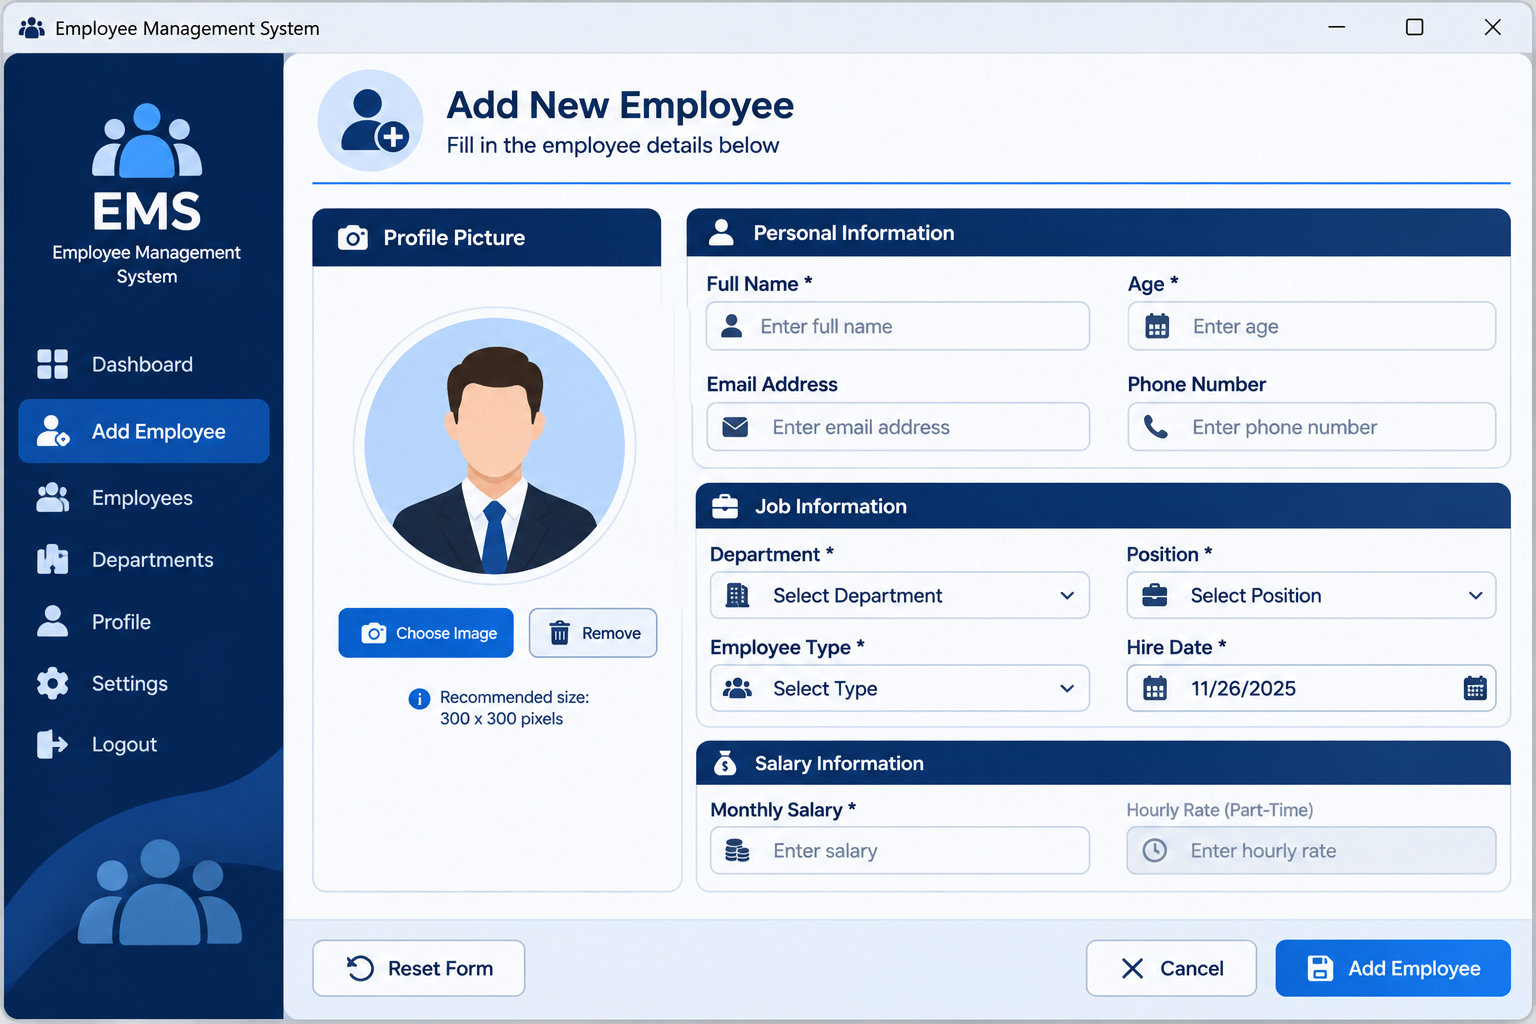 Employee Management System
EMS
Employee Management
System
Dashboard
Add Employee
Employees
Departments
Profile
Settings
Logout
Add New Employee
Fill in the employee details below
Profile Picture
Choose Image
Remove
Recommended size:
300 x 300 pixels
Personal Information
Full Name *
Enter full name
Age *
Enter age
Email Address
Enter email address
Phone Number
Enter phone number
Job Information
Department *
Select Department
Position *
Select Position
Employee Type *
Select Type
Hire Date *
11/26/2025
Salary Information
Monthly Salary *
Enter salary
Hourly Rate (Part-Time)
Enter hourly rate
Reset Form
Cancel
Add Employee